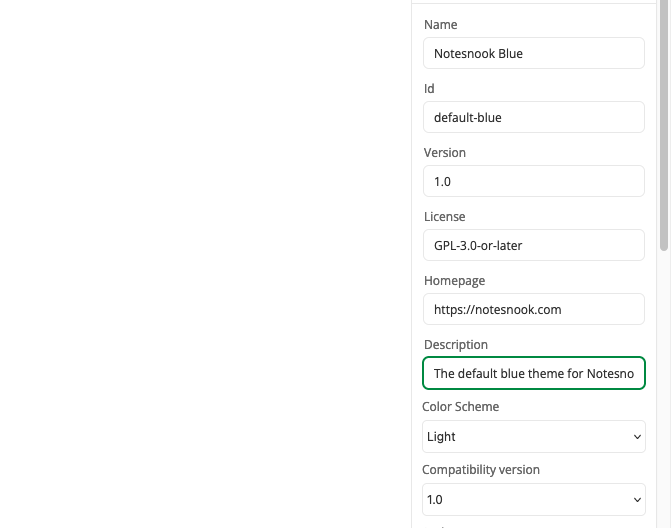 Name
Notesnook Blue
Id
default-blue
Version
1.0
License
GPL-3.0-or-later
Homepage
https://notesnook.com
Description
The default blue theme for Notesno
Color Scheme
Light
Compatibility version
1.0